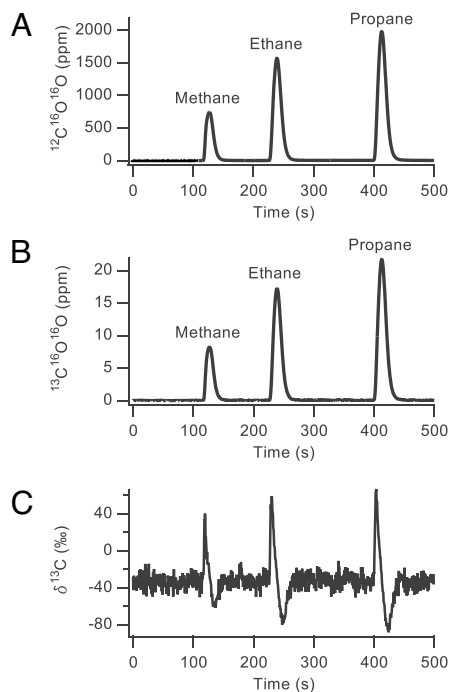 A
¹²C¹⁶O¹⁶O (ppm)
2000
1500
1000
500
0
Methane
Ethane
Propane
0 100 200 300 400 500
Time (s)
B
¹³C¹⁶O¹⁶O (ppm)
20
15
10
5
0
Methane
Ethane
Propane
0 100 200 300 400 500
Time (s)
C
δ¹³C (‰)
40
0
-40
-80
0 100 200 300 400 500
Time (s)